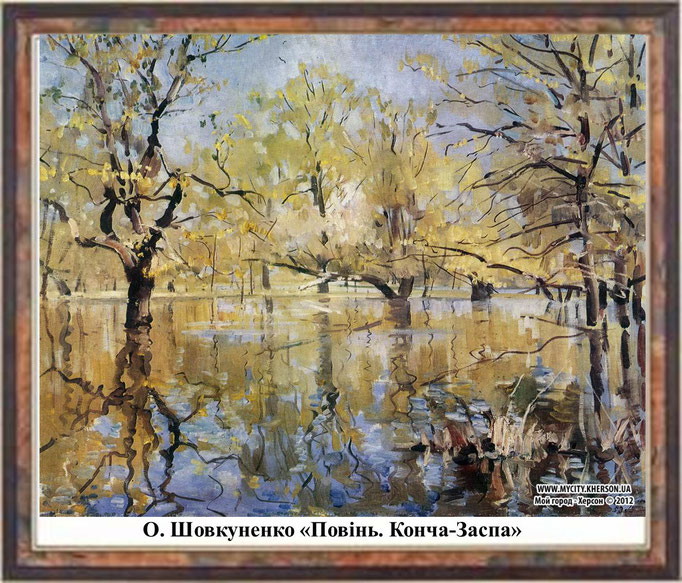 WWW.MYCITY.KHERSON.UA
Мой город - Херсон © 2012
О. Шовкуненко «Повінь. Конча-Заспа»